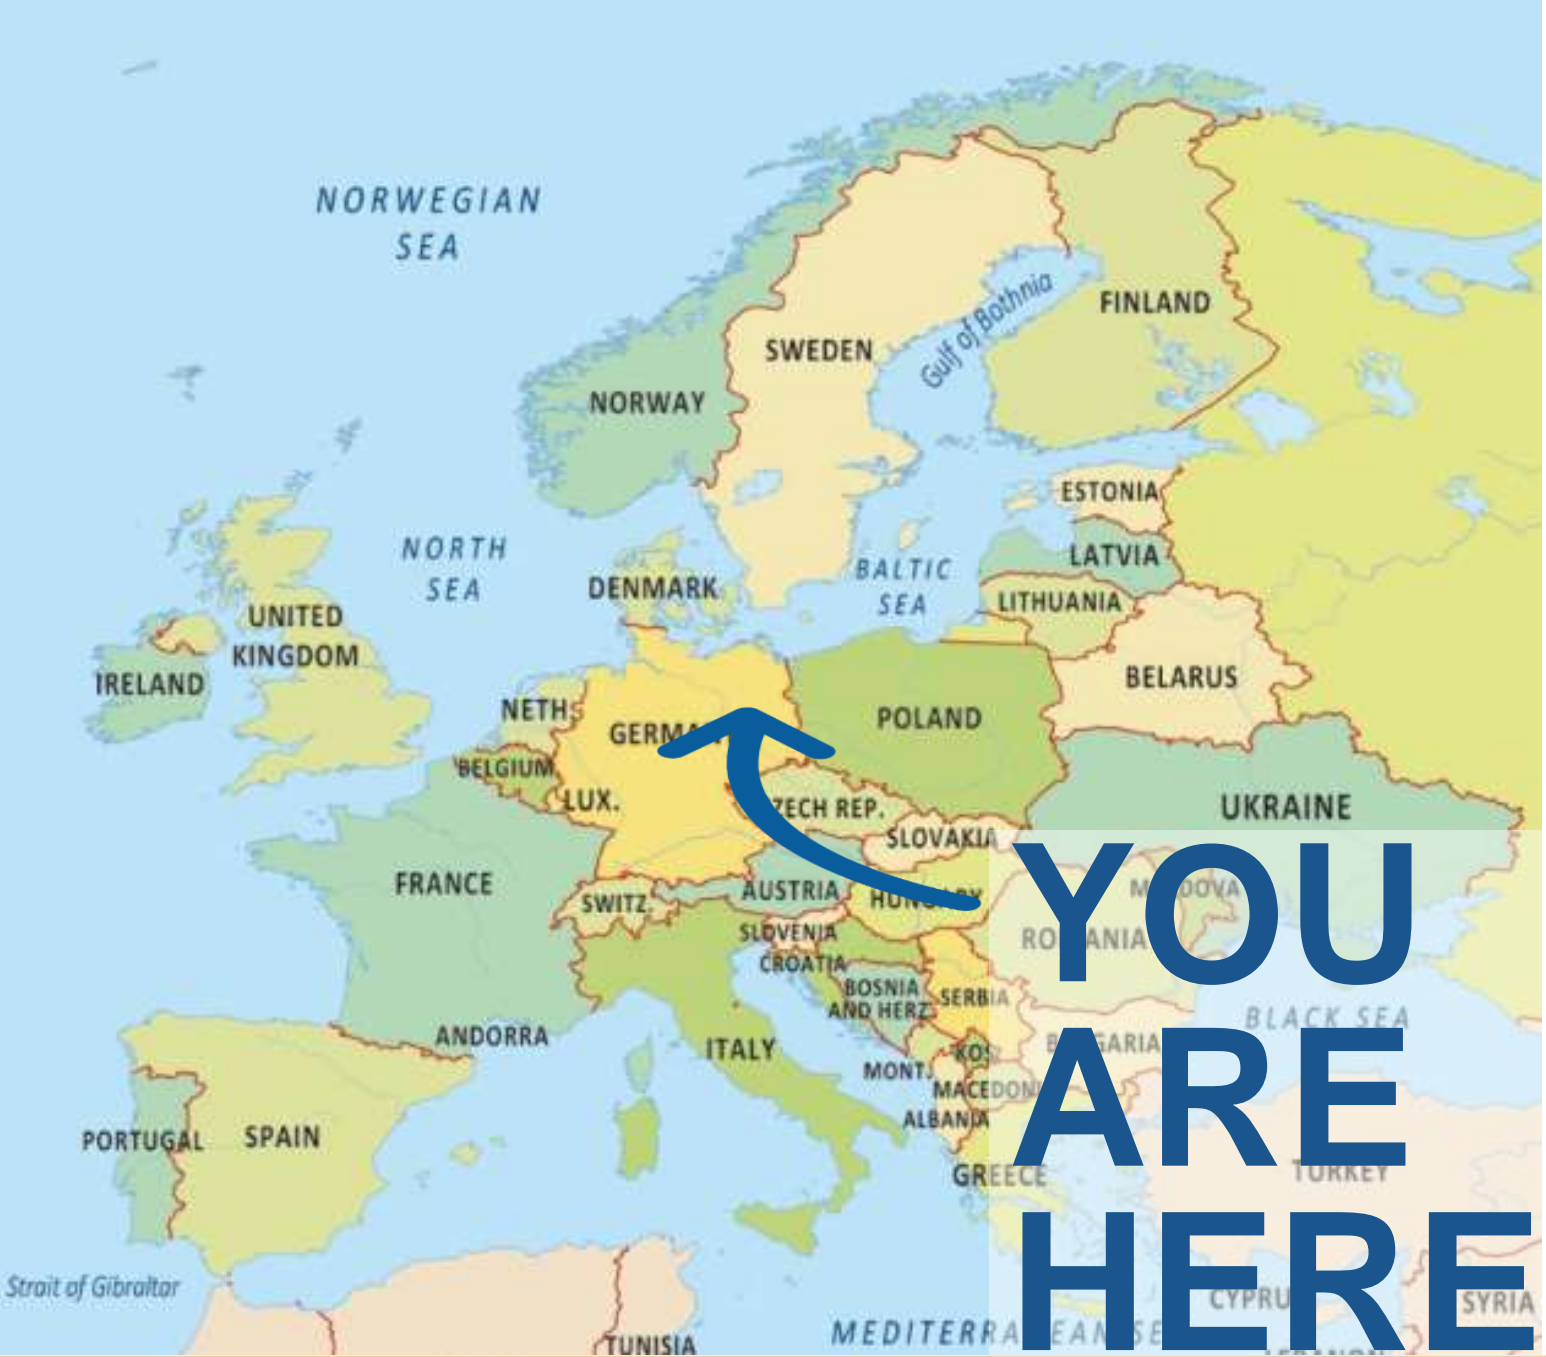 NORWEGIAN
SEA
FINLAND
Gulf of Bothnia
SWEDEN
NORWAY
ESTONIA
NORTH
SEA
LATVIA
BALTIC
SEA
DENMARK
LITHUANIA
UNITED
KINGDOM
IRELAND
BELARUS
NETH.
POLAND
BELGIUM
LUX.
UKRAINE
SLOVAKIA
FRANCE
AUSTRIA
SWITZ.
SLOVENIA
CROATIA
BOSNIA
AND HERZ.
SERBIA
BLACK SEA
ANDORRA
ITALY
KOS.
MONT.
ALBANIA
PORTUGAL
SPAIN
GREECE
TURKEY
Strait of Gibraltar
SYRIA
TUNISIA
YOU
ARE
HERE